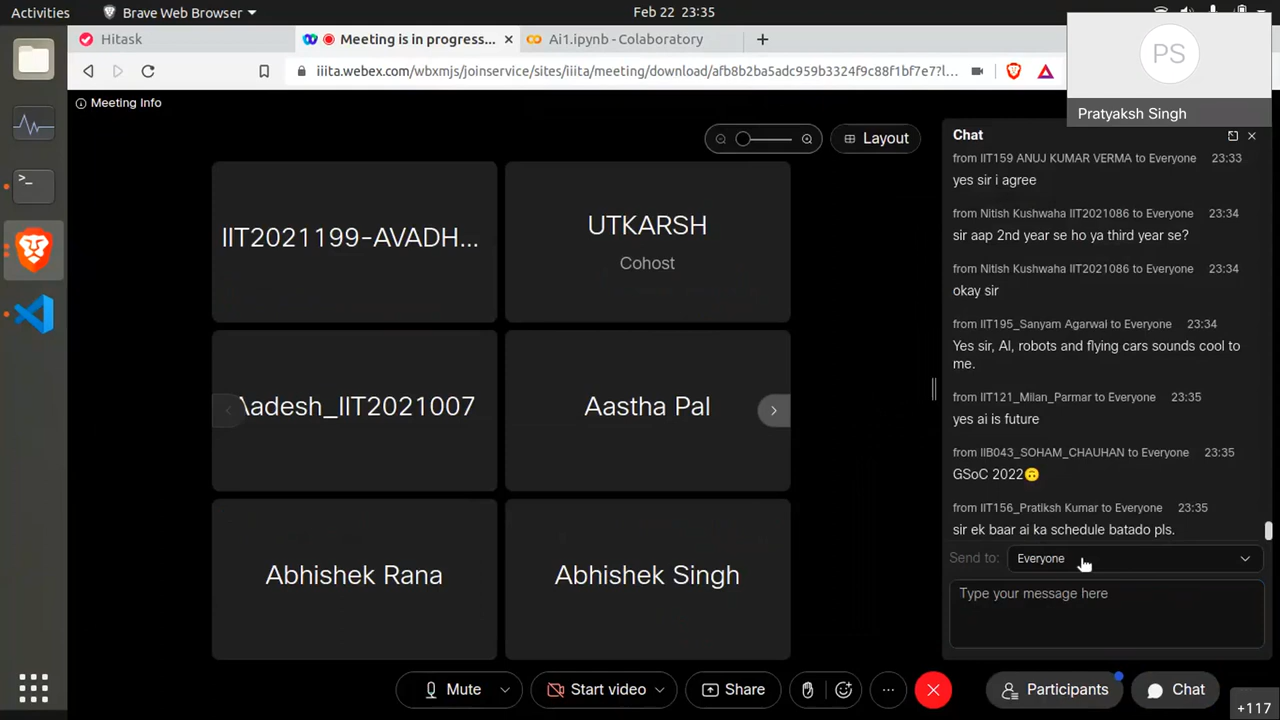 Activities
Brave Web Browser
Feb 22 23:35
PS
Pratyaksh Singh
Hitask
Meeting is in progress...
Ai1.ipynb - Colaboratory
iiita.webex.com/wbxmjs/joinservice/sites/iiita/meeting/download/afb8b2ba5adc959b3324f9c88f1bf7e7?l...
Meeting Info
Layout
IIT2021199-AVADH...
UTKARSH
Cohost
Aadesh_IIT2021007
Aastha Pal
Abhishek Rana
Abhishek Singh
Chat
from IIT159 ANUJ KUMAR VERMA to Everyone 23:33
yes sir i agree
from Nitish Kushwaha IIT2021086 to Everyone 23:34
sir aap 2nd year se ho ya third year se?
from Nitish Kushwaha IIT2021086 to Everyone 23:34
okay sir
from IIT195_Sanyam Agarwal to Everyone 23:34
Yes sir, AI, robots and flying cars sounds cool to
me.
from IIT121_Milan_Parmar to Everyone 23:35
yes ai is future
from IIB043_SOHAM_CHAUHAN to Everyone 23:35
GSoC 2022🙃
from IIT156_Pratiksh Kumar to Everyone 23:35
sir ek baar ai ka schedule batado pls.
Send to: Everyone
Type your message here
Mute
Start video
Share
Participants
Chat
+117